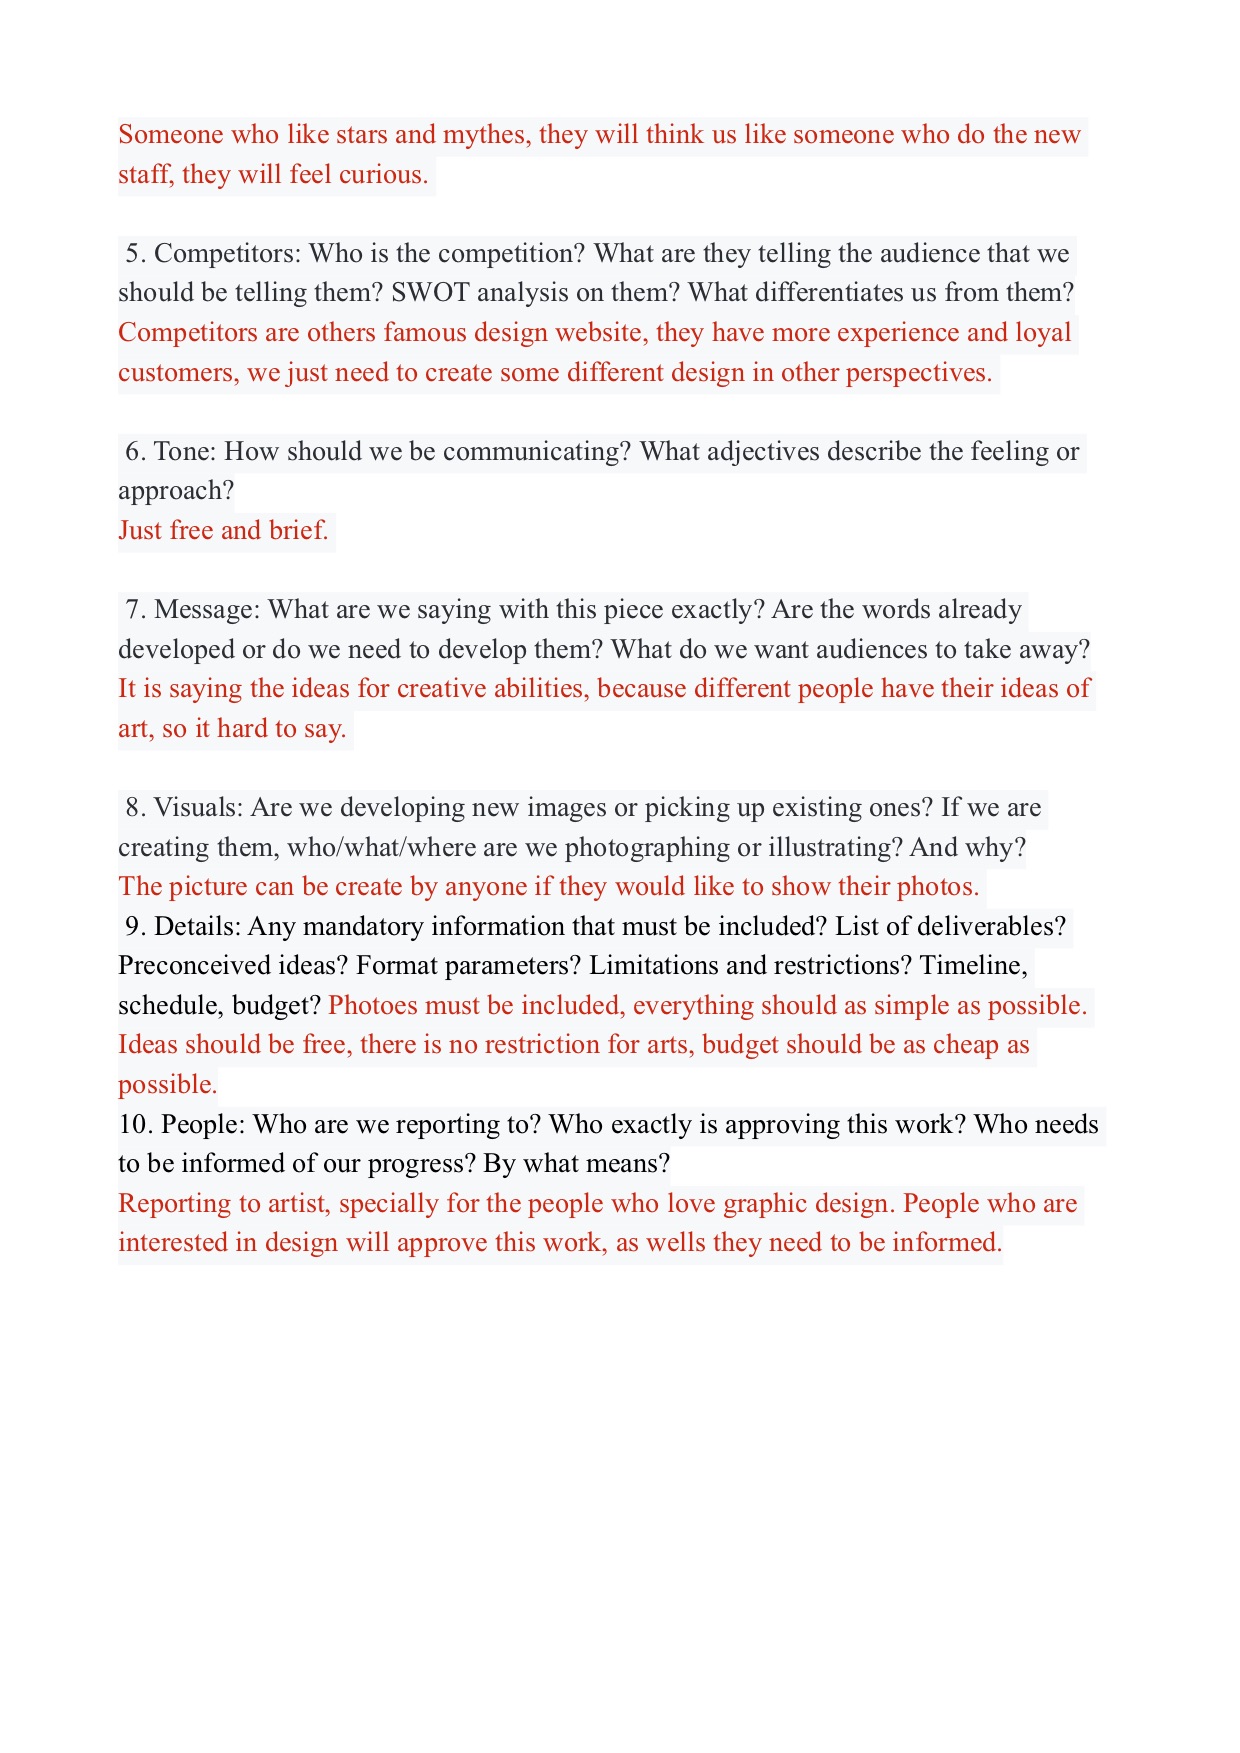 Someone who like stars and mythes, they will think us like someone who do the new
staff, they will feel curious.
5. Competitors: Who is the competition? What are they telling the audience that we
should be telling them? SWOT analysis on them? What differentiates us from them?
Competitors are others famous design website, they have more experience and loyal
customers, we just need to create some different design in other perspectives.
6. Tone: How should we be communicating? What adjectives describe the feeling or
approach?
Just free and brief.
7. Message: What are we saying with this piece exactly? Are the words already
developed or do we need to develop them? What do we want audiences to take away?
It is saying the ideas for creative abilities, because different people have their ideas of
art, so it hard to say.
8. Visuals: Are we developing new images or picking up existing ones? If we are
creating them, who/what/where are we photographing or illustrating? And why?
The picture can be create by anyone if they would like to show their photos.
9. Details: Any mandatory information that must be included? List of deliverables?
Preconceived ideas? Format parameters? Limitations and restrictions? Timeline,
schedule, budget? Photoes must be included, everything should as simple as possible.
Ideas should be free, there is no restriction for arts, budget should be as cheap as
possible.
10. People: Who are we reporting to? Who exactly is approving this work? Who needs
to be informed of our progress? By what means?
Reporting to artist, specially for the people who love graphic design. People who are
interested in design will approve this work, as wells they need to be informed.